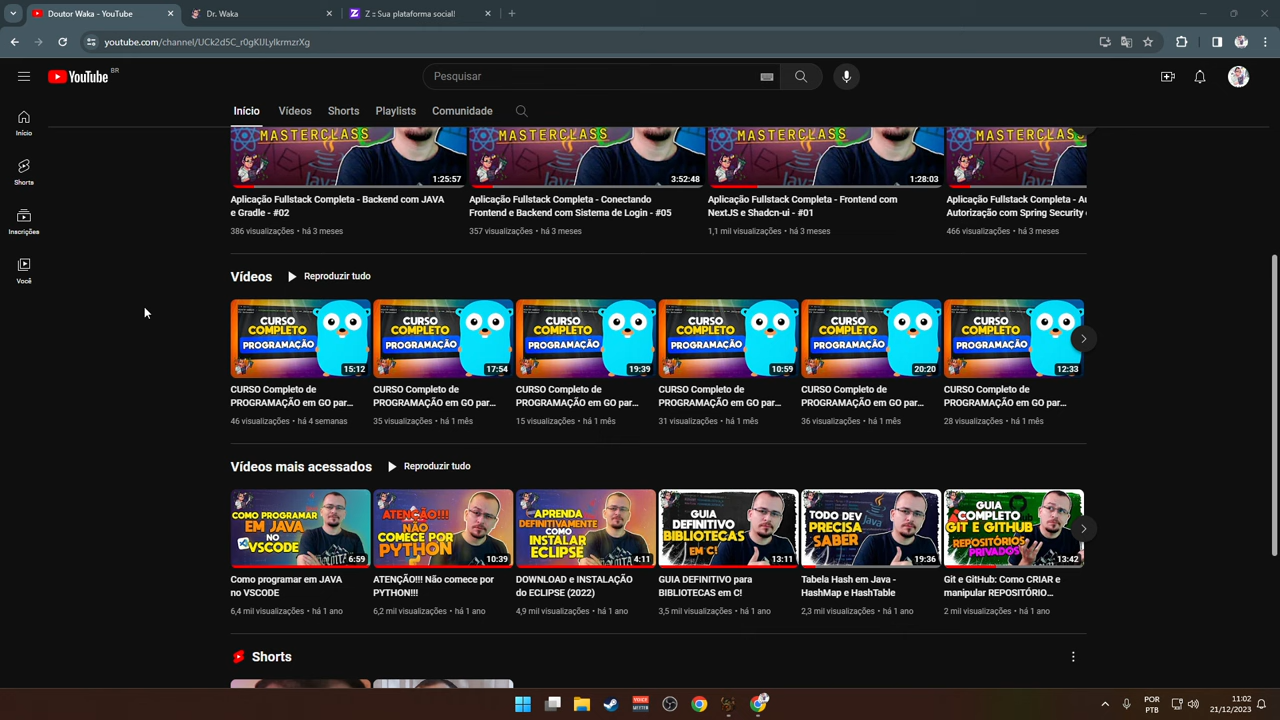 Doutor Waka - YouTube
Dr. Waka
Z :: Sua plataforma social!
YouTube BR
Pesquisar
Início
Vídeos
Shorts
Playlists
Comunidade
Início
Shorts
Inscrições
Você
MASTERCLASS
MASTERCLASS
MASTERCLASS
MASTERCLASS
1:25:57
3:52:48
1:28:03
Aplicação Fullstack Completa - Backend com JAVA
e Gradle - #02
386 visualizações • há 3 meses
Aplicação Fullstack Completa - Conectando
Frontend e Backend com Sistema de Login - #05
357 visualizações • há 3 meses
Aplicação Fullstack Completa - Frontend com
NextJS e Shadcn-ui - #01
1,1 mil visualizações • há 3 meses
Aplicação Fullstack Completa - Au
Autorização com Spring Security
466 visualizações • há 3 meses
Vídeos
Reproduzir tudo
CURSO
COMPLETO
PROGRAMAÇÃO
15:12
CURSO Completo de
PROGRAMAÇÃO em GO par...
46 visualizações • há 4 semanas
CURSO
COMPLETO
PROGRAMAÇÃO
17:54
CURSO Completo de
PROGRAMAÇÃO em GO par...
35 visualizações • há 1 mês
CURSO
COMPLETO
PROGRAMAÇÃO
19:39
CURSO Completo de
PROGRAMAÇÃO em GO par...
15 visualizações • há 1 mês
CURSO
COMPLETO
PROGRAMAÇÃO
10:59
CURSO Completo de
PROGRAMAÇÃO em GO par...
31 visualizações • há 1 mês
CURSO
COMPLETO
PROGRAMAÇÃO
20:20
CURSO Completo de
PROGRAMAÇÃO em GO par...
36 visualizações • há 1 mês
CURSO
COMPLETO
PROGRAMAÇÃO
12:33
CURSO Completo de
PROGRAMAÇÃO em GO par...
28 visualizações • há 1 mês
Vídeos mais acessados
Reproduzir tudo
COMO PROGRAMAR
EM JAVA
NO
VSCODE
6:59
Como programar em JAVA
no VSCODE
6,4 mil visualizações • há 1 ano
ATENÇÃO!!!
NÃO
COMECE POR
PYTHON
10:39
ATENÇÃO!!! Não comece por
PYTHON!!!
6,2 mil visualizações • há 1 ano
APRENDA
DEFINITIVAMENTE
COMO
INSTALAR
ECLIPSE
4:11
DOWNLOAD e INSTALAÇÃO
do ECLIPSE (2022)
4,9 mil visualizações • há 1 ano
GUIA
DEFINITIVO
BIBLIOTECAS
EM C!
13:11
GUIA DEFINITIVO para
BIBLIOTECAS em C!
3,5 mil visualizações • há 1 ano
TODO DEV
PRECISA
SABER
19:36
Tabela Hash em Java -
HashMap e HashTable
2,3 mil visualizações • há 1 ano
GUIA
COMPLETO
GIT E GITHUB
REPOSITÓRIOS
PRIVADOS
13:42
Git e GitHub: Como CRIAR e
manipular REPOSITÓRIO...
2 mil visualizações • há 1 ano
Shorts
POR
PTB
11:02
21/12/2023